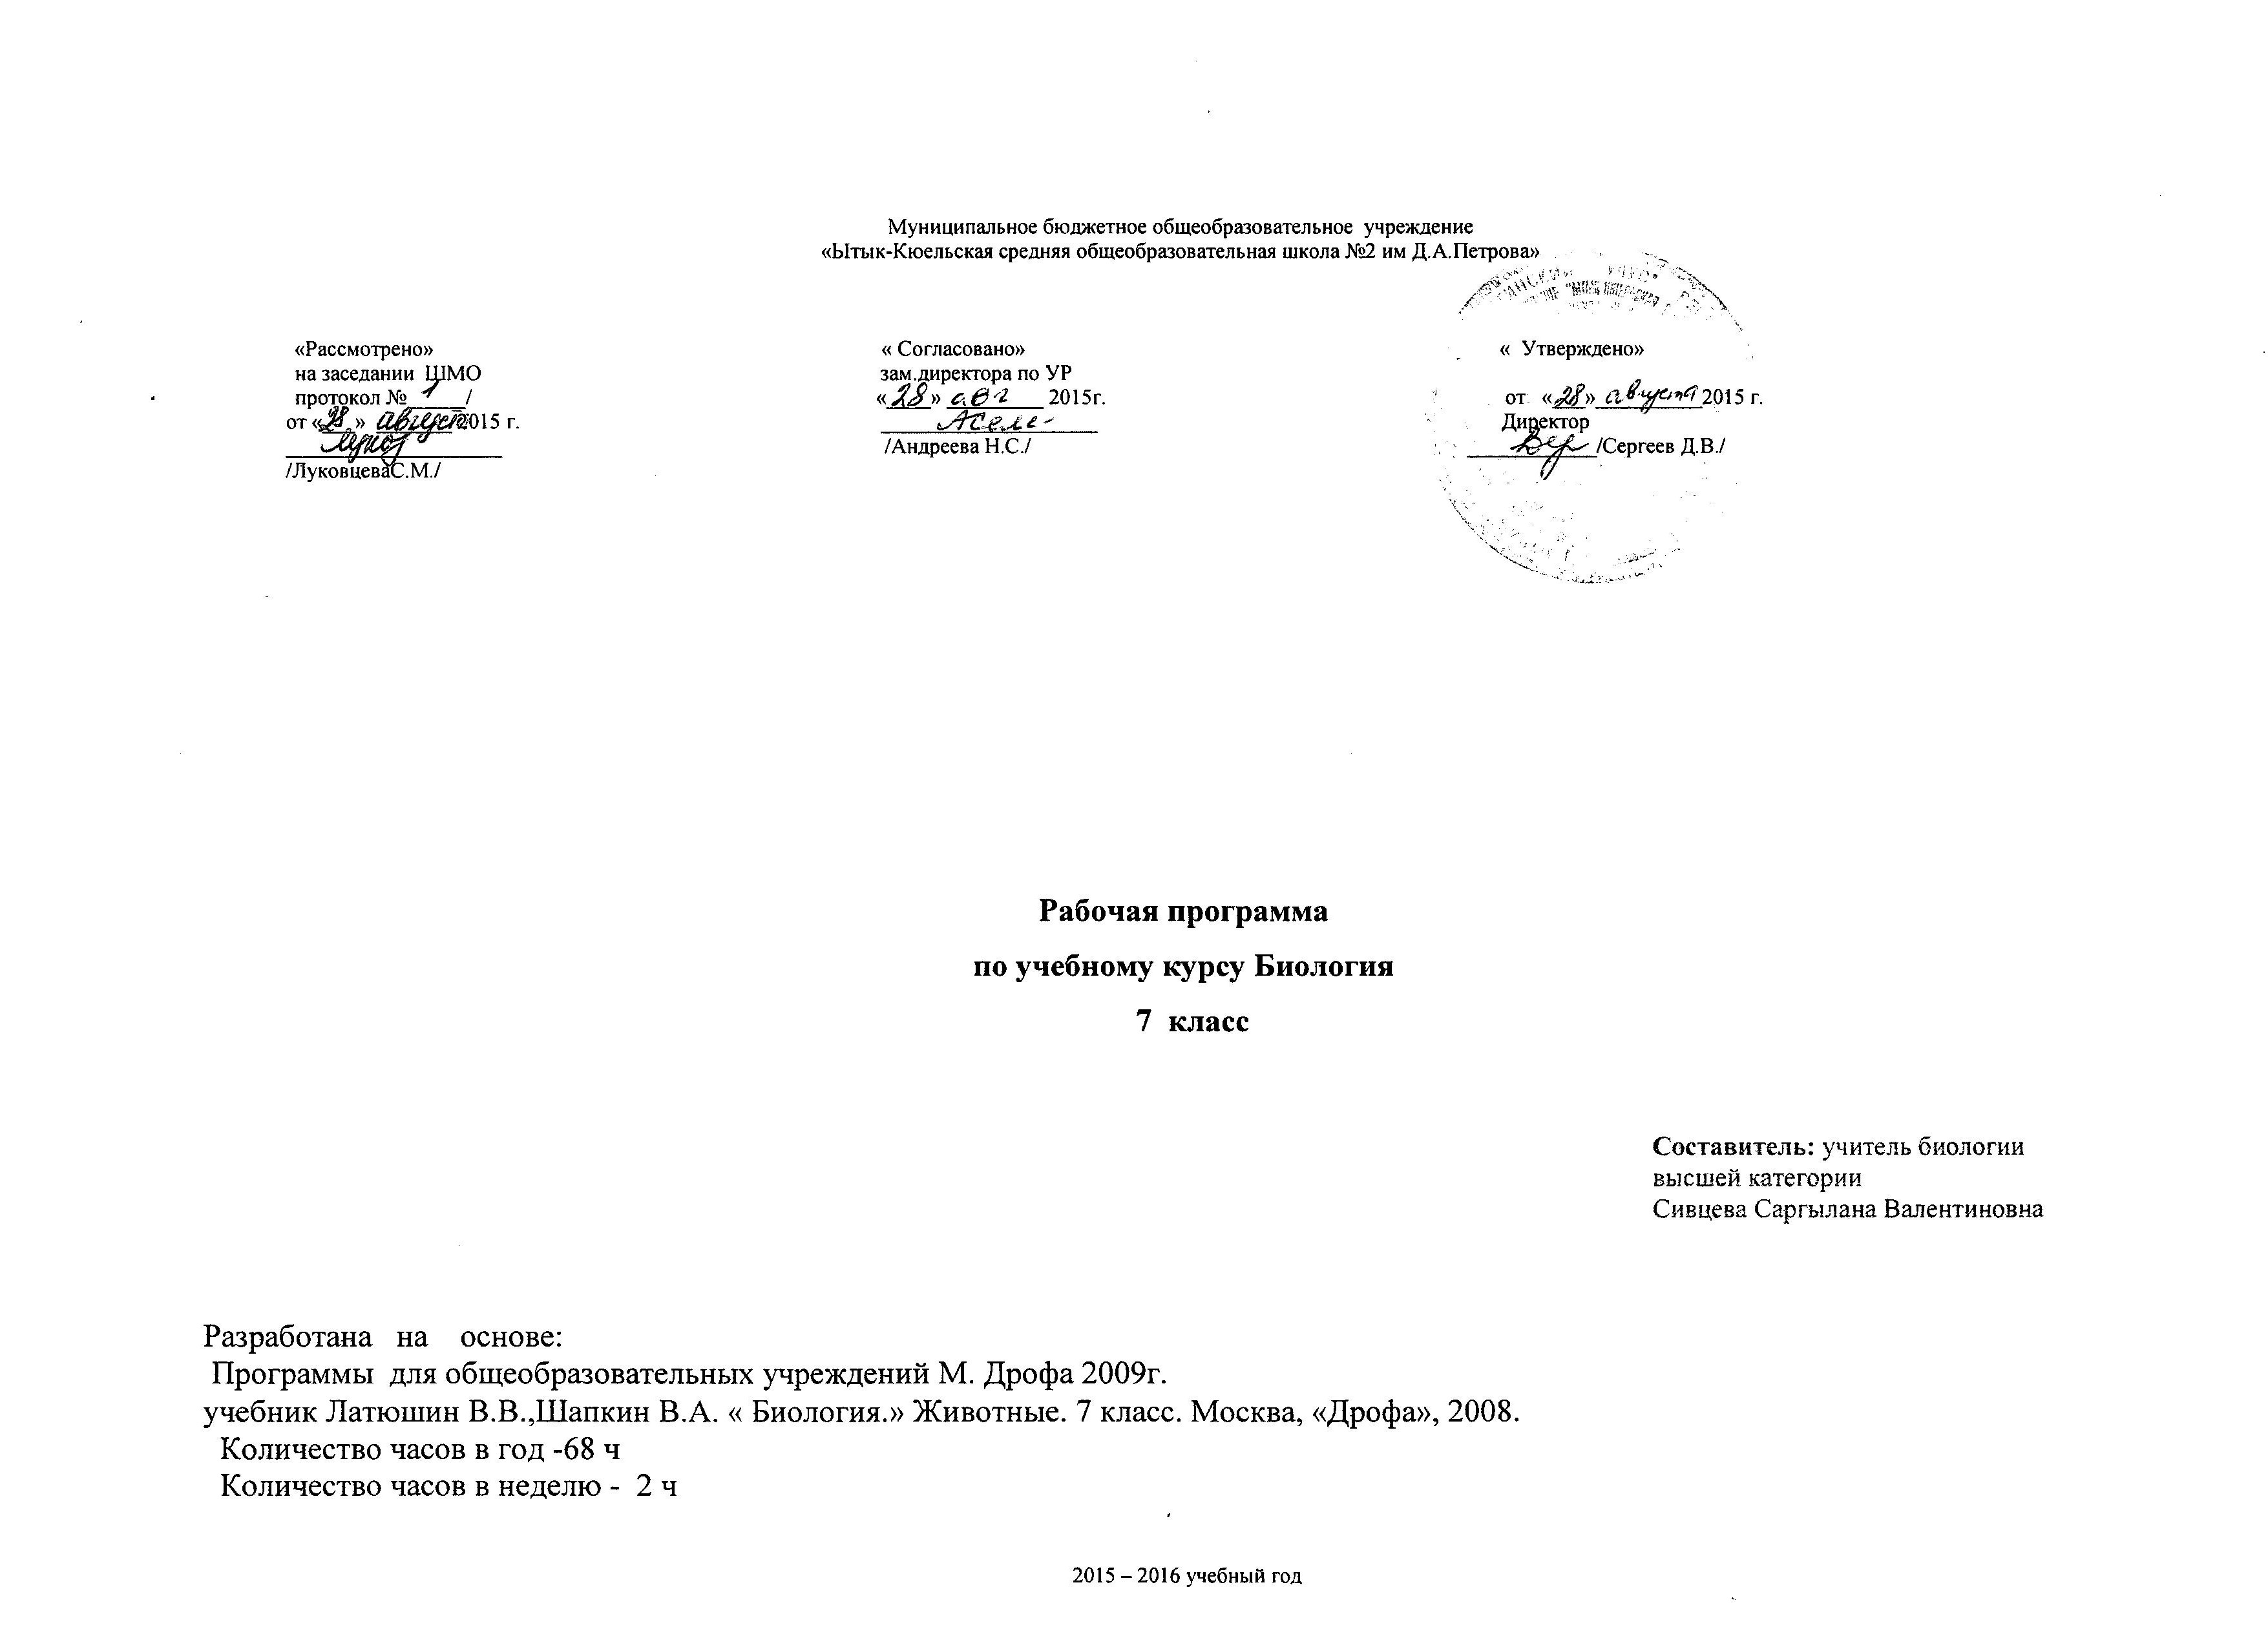 Муниципальное бюджетное общеобразовательное учреждение
«Ытык-Кюельская средняя общеобразовательная школа №2 им Д.А.Петрова»
«Рассмотрено»
на заседании ШМО
протокол № 1 /
от «28» август 2015 г.
/ЛуковцеваС.М./
« Согласовано»
зам.директора по УР
«28» авг 2015г.
/Андреева Н.С./
« Утверждено»
от «28» августа 2015 г.
Директор
/Сергеев Д.В./
Рабочая программа
по учебному курсу Биология
7 класс
Составитель: учитель биологии
высшей категории
Сивцева Саргылана Валентиновна
Разработана на основе:
Программы для общеобразовательных учреждений М. Дрофа 2009г.
учебник Латюшин В.В.,Шапкин В.А. « Биология.» Животные. 7 класс. Москва, «Дрофа», 2008.
Количество часов в год -68 ч
Количество часов в неделю - 2 ч
2015 – 2016 учебный год